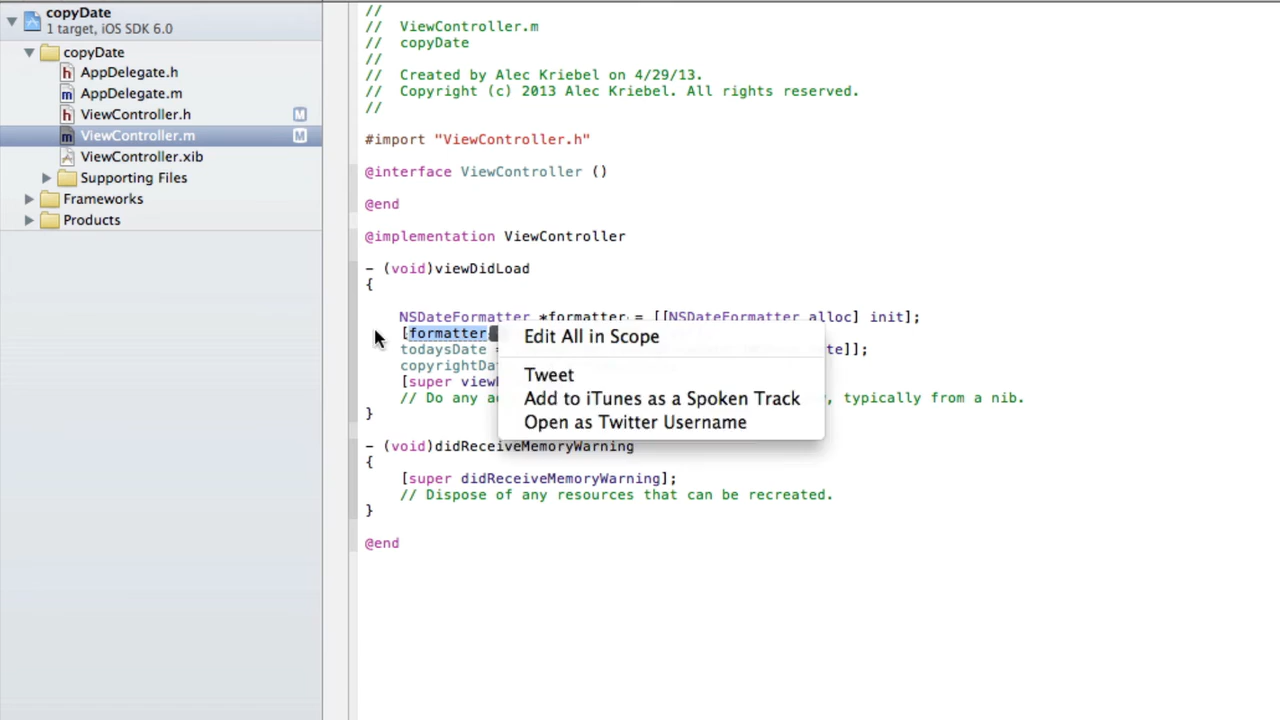 copyDate
1 target, iOS SDK 6.0
copyDate
AppDelegate.h
AppDelegate.m
ViewController.h M
ViewController.m M
ViewController.xib
Supporting Files
Frameworks
Products
//
// ViewController.m
// copyDate
//
// Created by Alec Kriebel on 4/29/13.
// Copyright (c) 2013 Alec Kriebel. All rights reserved.
//
#import "ViewController.h"
@interface ViewController ()
@end
@implementation ViewController
- (void)viewDidLoad
{
NSDateFormatter *formatter = [[NSDateFormatter alloc] init];
[formatter
todaysDate = te]];
copyrightDat
[super view
// Do any a , typically from a nib.
}
Edit All in Scope
Tweet
Add to iTunes as a Spoken Track
Open as Twitter Username
- (void)didReceiveMemoryWarning
{
[super didReceiveMemoryWarning];
// Dispose of any resources that can be recreated.
}
@end